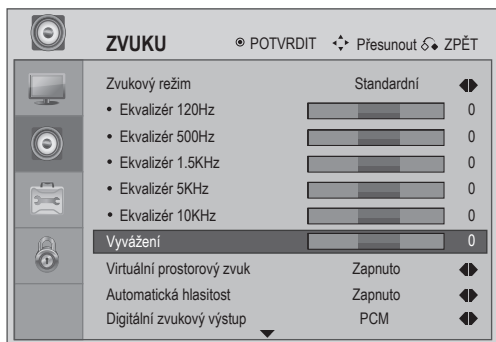 ZVUKU POTVRDIT Přesunout ZPĚT
Zvukový režim Standardní
• Ekvalizér 120Hz 0
• Ekvalizér 500Hz 0
• Ekvalizér 1.5KHz 0
• Ekvalizér 5KHz 0
• Ekvalizér 10KHz 0
Vyvážení 0
Virtuální prostorový zvuk Zapnuto
Automatická hlasitost Zapnuto
Digitální zvukový výstup PCM